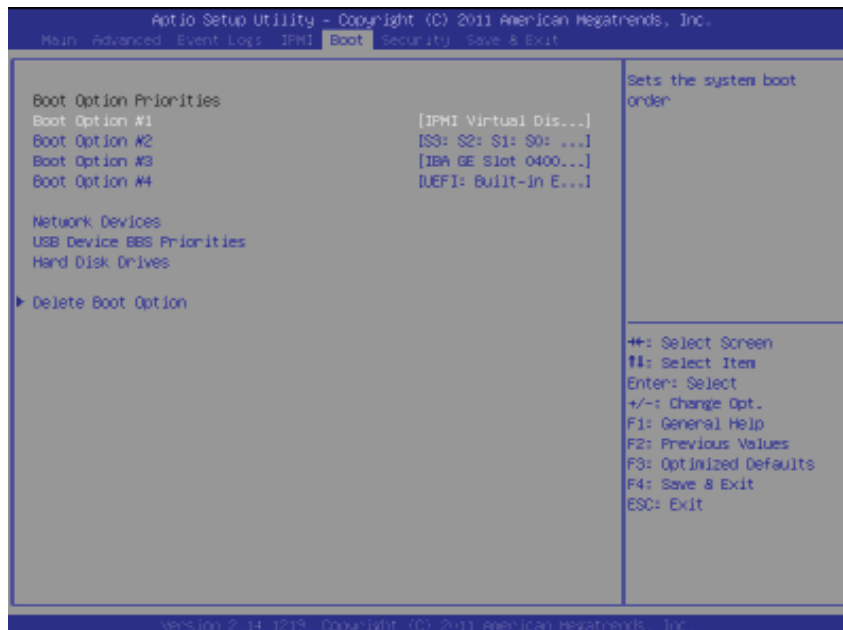 Aptio Setup Utility - Copyright (C) 2011 American Megatrends, Inc.
Main Advanced Event Logs IPMI Boot Security Save & Exit
Boot Option Priorities
Boot Option #1 [IPMI Virtual Dis...]
Boot Option #2 [S3: S2: S1: S0: ...]
Boot Option #3 [IBA GE Slot 0400...]
Boot Option #4 [UEFI: Built-in E...]
Network Devices
USB Device BBS Priorities
Hard Disk Drives
Delete Boot Option
Sets the system boot
order
→←: Select Screen
↑↓: Select Item
Enter: Select
+/-: Change Opt.
F1: General Help
F2: Previous Values
F3: Optimized Defaults
F4: Save & Exit
ESC: Exit
Version 2.14.1219. Copyright (C) 2011 American Megatrends, Inc.